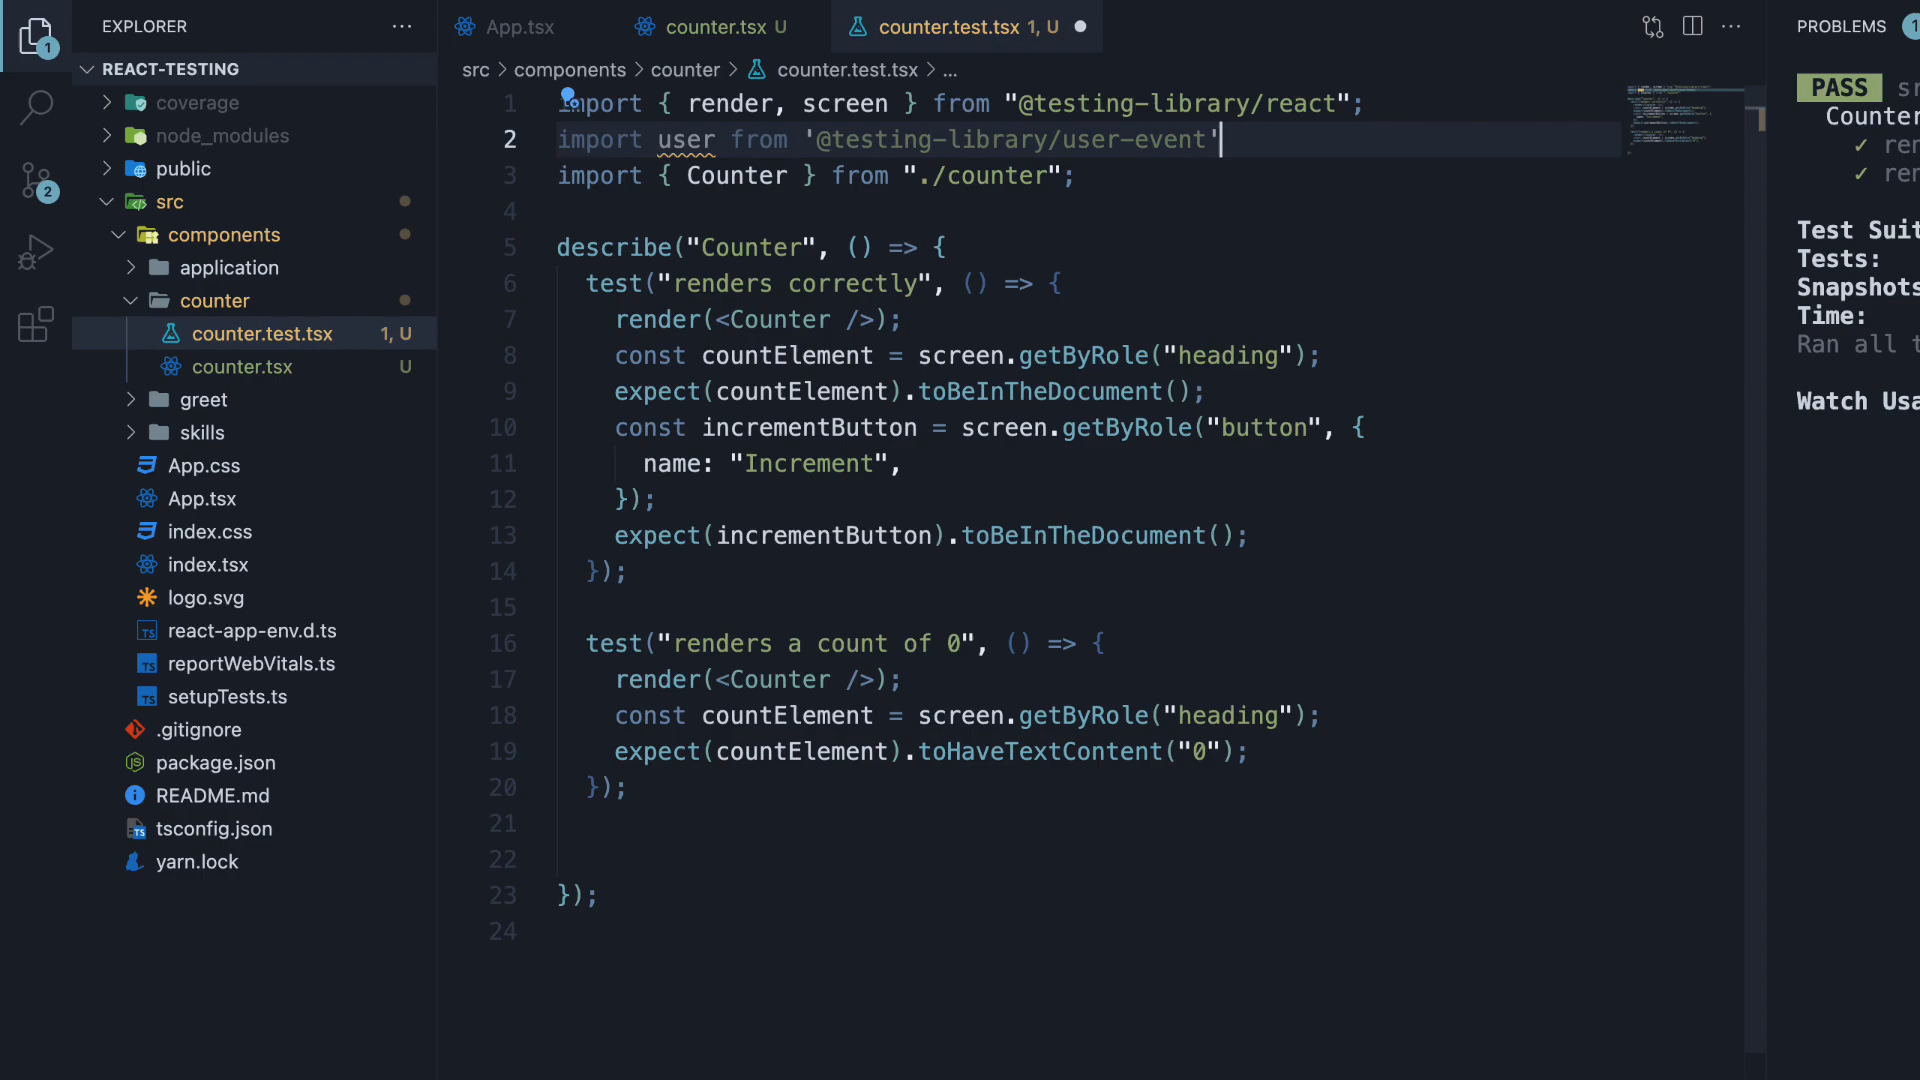 EXPLORER
1
2
REACT-TESTING
coverage
node_modules
public
src
components
application
counter
counter.test.tsx 1, U
counter.tsx U
greet
skills
App.css
App.tsx
index.css
index.tsx
logo.svg
react-app-env.d.ts
reportWebVitals.ts
setupTests.ts
.gitignore
package.json
README.md
tsconfig.json
yarn.lock
App.tsx counter.tsx U counter.test.tsx 1, U
src > components > counter > counter.test.tsx > ...
1 import { render, screen } from "@testing-library/react";
2 import user from '@testing-library/user-event'
3 import { Counter } from "./counter";
4
5 describe("Counter", () => {
6 test("renders correctly", () => {
7 render(<Counter />);
8 const countElement = screen.getByRole("heading");
9 expect(countElement).toBeInTheDocument();
10 const incrementButton = screen.getByRole("button", {
11 name: "Increment",
12 });
13 expect(incrementButton).toBeInTheDocument();
14 });
15
16 test("renders a count of 0", () => {
17 render(<Counter />);
18 const countElement = screen.getByRole("heading");
19 expect(countElement).toHaveTextContent("0");
20 });
21
22
23 });
24
PROBLEMS 1
PASS sr
Counter
✓ ren
✓ ren
Test Suit
Tests:
Snapshots
Time:
Ran all t
Watch Usa